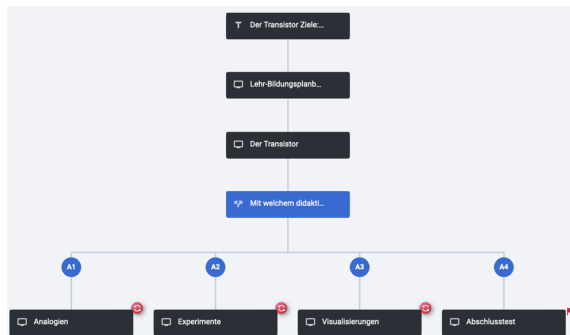 Der Transistor Ziele:...
Lehr-Bildungsplanb...
Der Transistor
Mit welchem didakti...
A1
A2
A3
A4
Analogien
Experimente
Visualisierungen
Abschlusstest